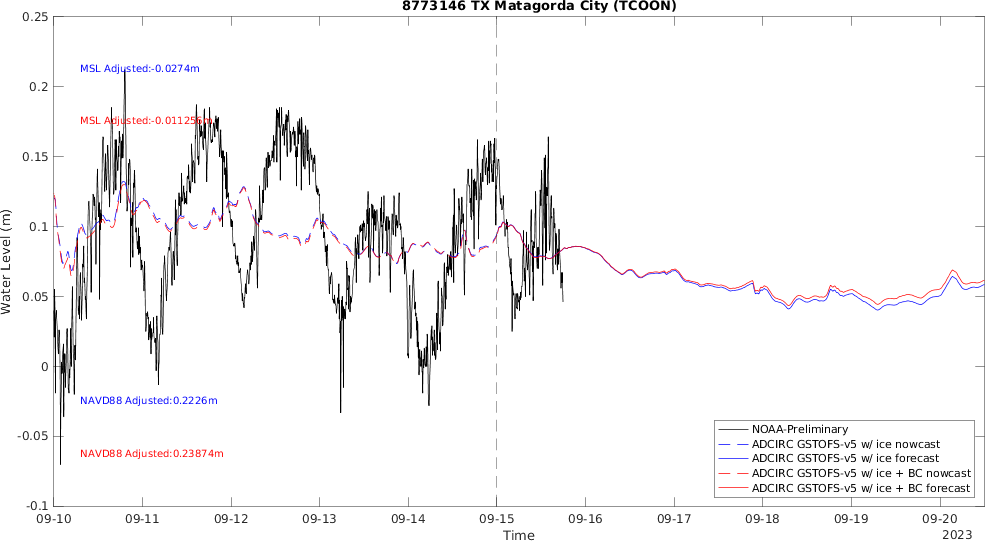 8773146 TX Matagorda City (TCOON)
0.25
0.2
0.15
0.1
0.05
0
-0.05
-0.1
Water Level (m)
MSL Adjusted:-0.0274m
MSL Adjusted:-0.011255m
NAVD88 Adjusted:0.2226m
NAVD88 Adjusted:0.23874m
NOAA-Preliminary
ADCIRC GSTOFS-v5 w/ ice nowcast
ADCIRC GSTOFS-v5 w/ ice forecast
ADCIRC GSTOFS-v5 w/ ice + BC nowcast
ADCIRC GSTOFS-v5 w/ ice + BC forecast
09-10 09-11 09-12 09-13 09-14 09-15 09-16 09-17 09-18 09-19 09-20
Time
2023